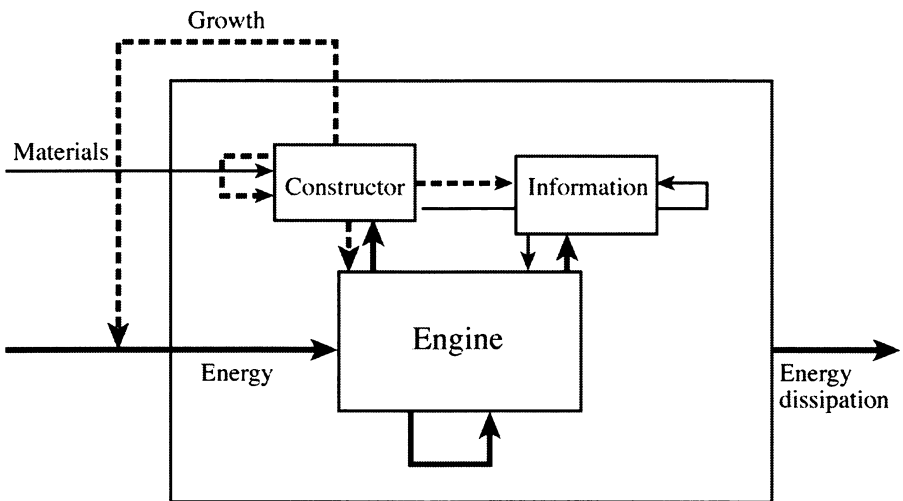 Growth
Materials
Constructor
Information
Engine
Energy
Energy
dissipation